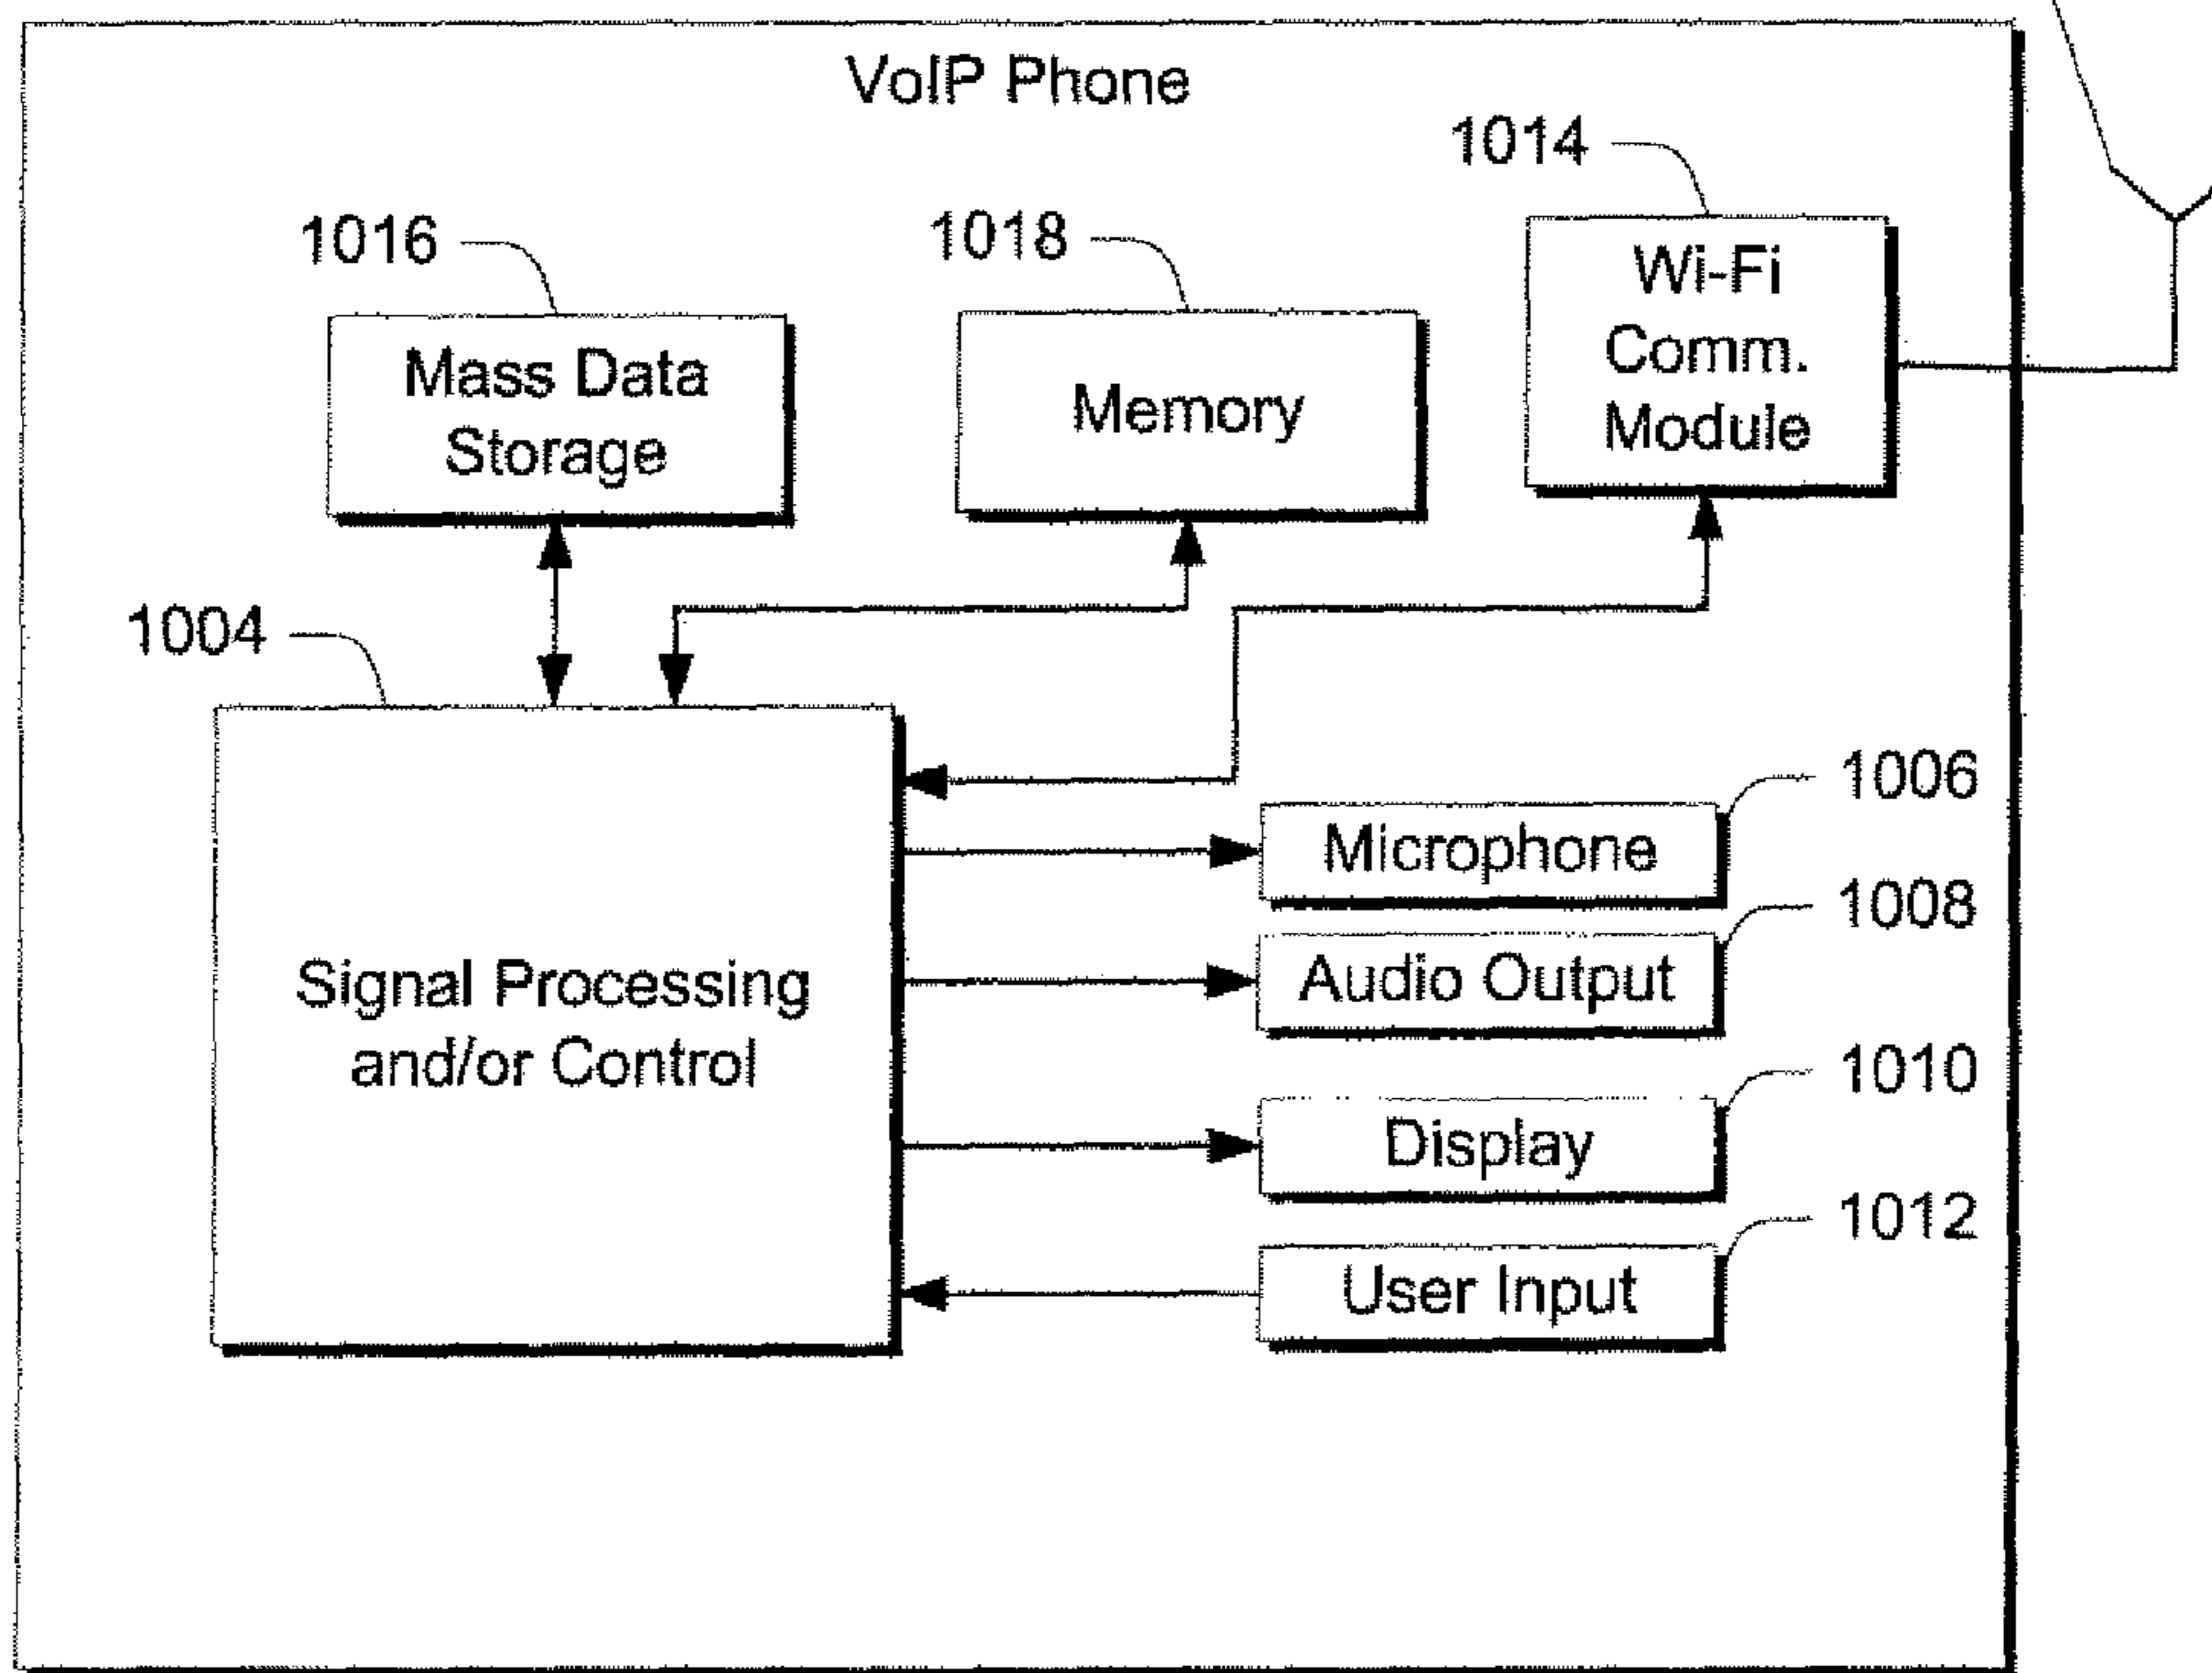 VoIP Phone
1014
1016
1018
Wi-Fi
Comm.
Module
Mass Data
Storage
Memory
1004
1006
Microphone
1008
Audio Output
Signal Processing
and/or Control
1010
Display
1012
User Input